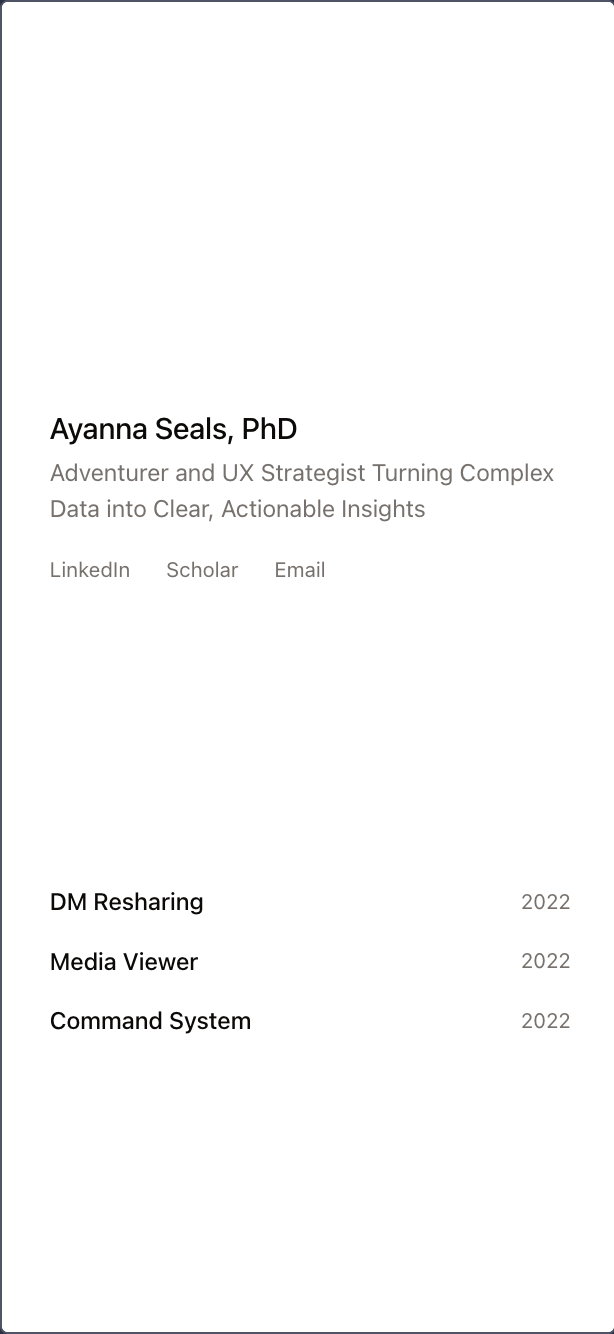 Ayanna Seals, PhD
Adventurer and UX Strategist Turning Complex
Data into Clear, Actionable Insights
LinkedIn Scholar Email
DM Resharing 2022
Media Viewer 2022
Command System 2022